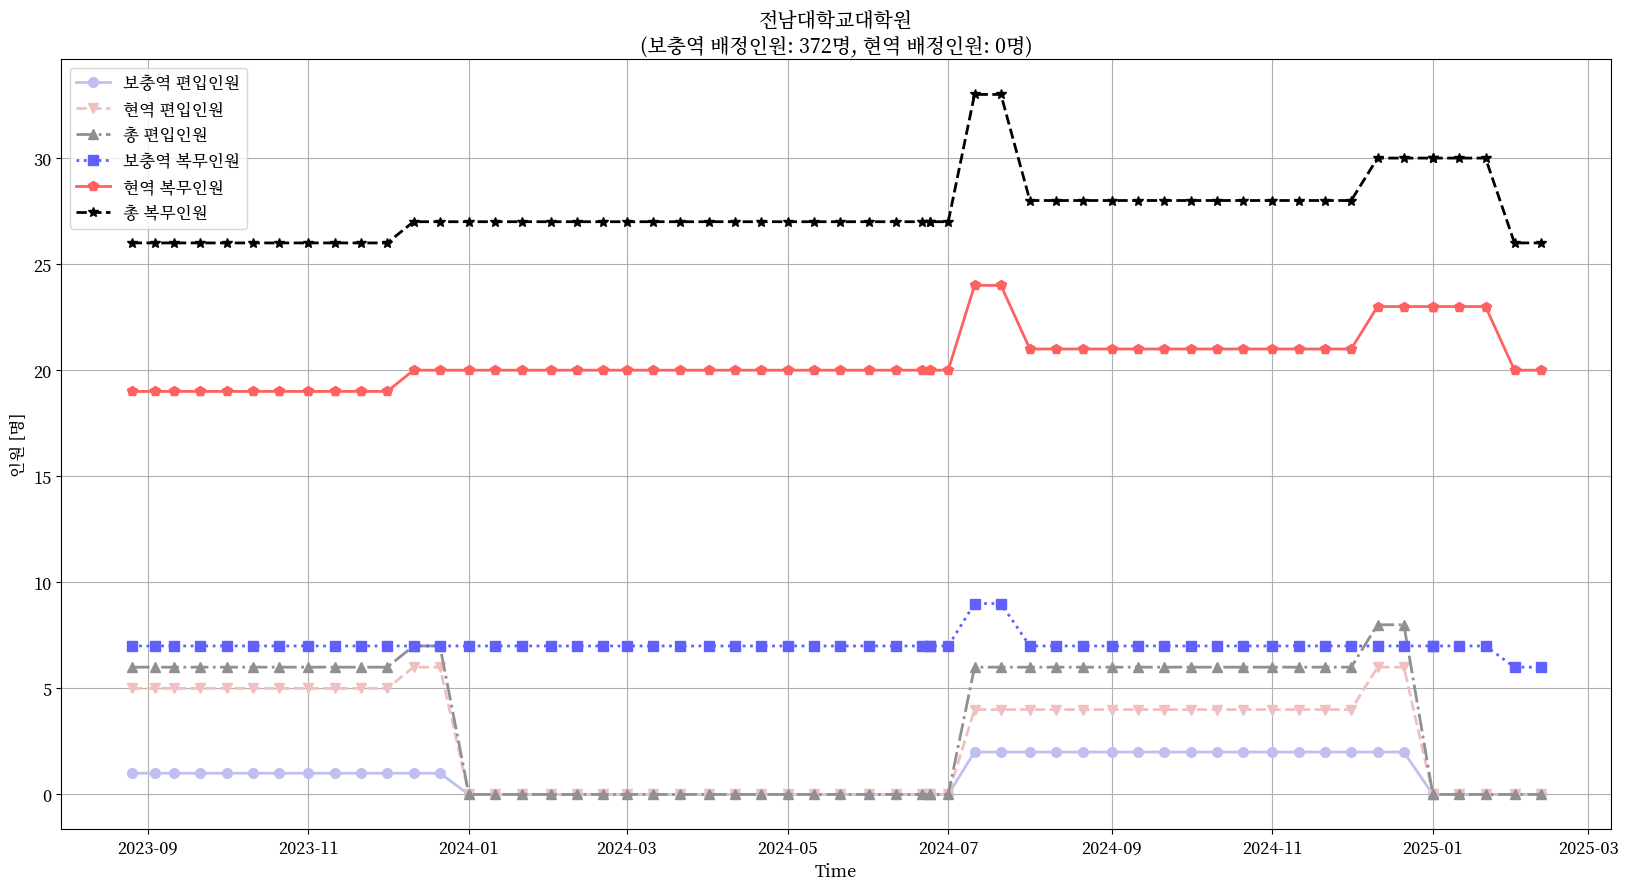 전남대학교대학원
(보충역 배정인원: 372명, 현역 배정인원: 0명)
보충역 편입인원
현역 편입인원
총 편입인원
보충역 복무인원
현역 복무인원
총 복무인원
인원 [명]
30
25
20
15
10
5
0
2023-09
2023-11
2024-01
2024-03
2024-05
2024-07
2024-09
2024-11
2025-01
2025-03
Time